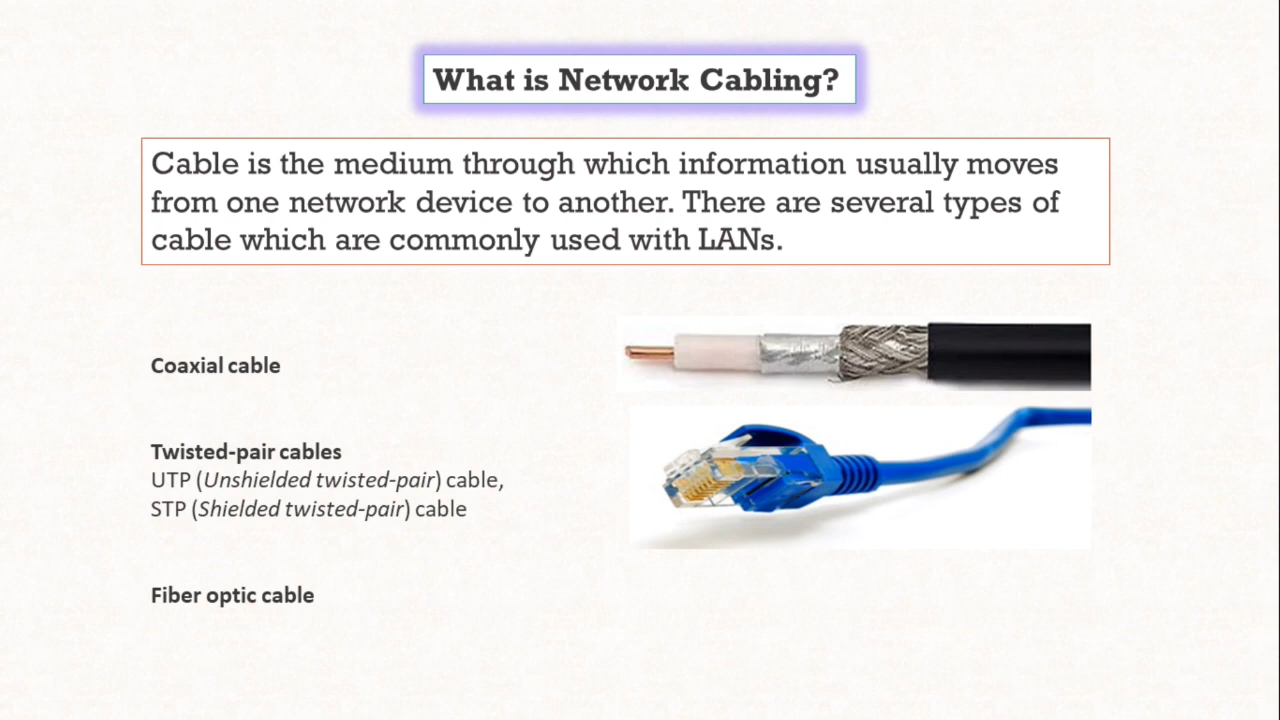 What is Network Cabling?
Cable is the medium through which information usually moves
from one network device to another. There are several types of
cable which are commonly used with LANs.
Coaxial cable
Twisted-pair cables
UTP (Unshielded twisted-pair) cable,
STP (Shielded twisted-pair) cable
Fiber optic cable